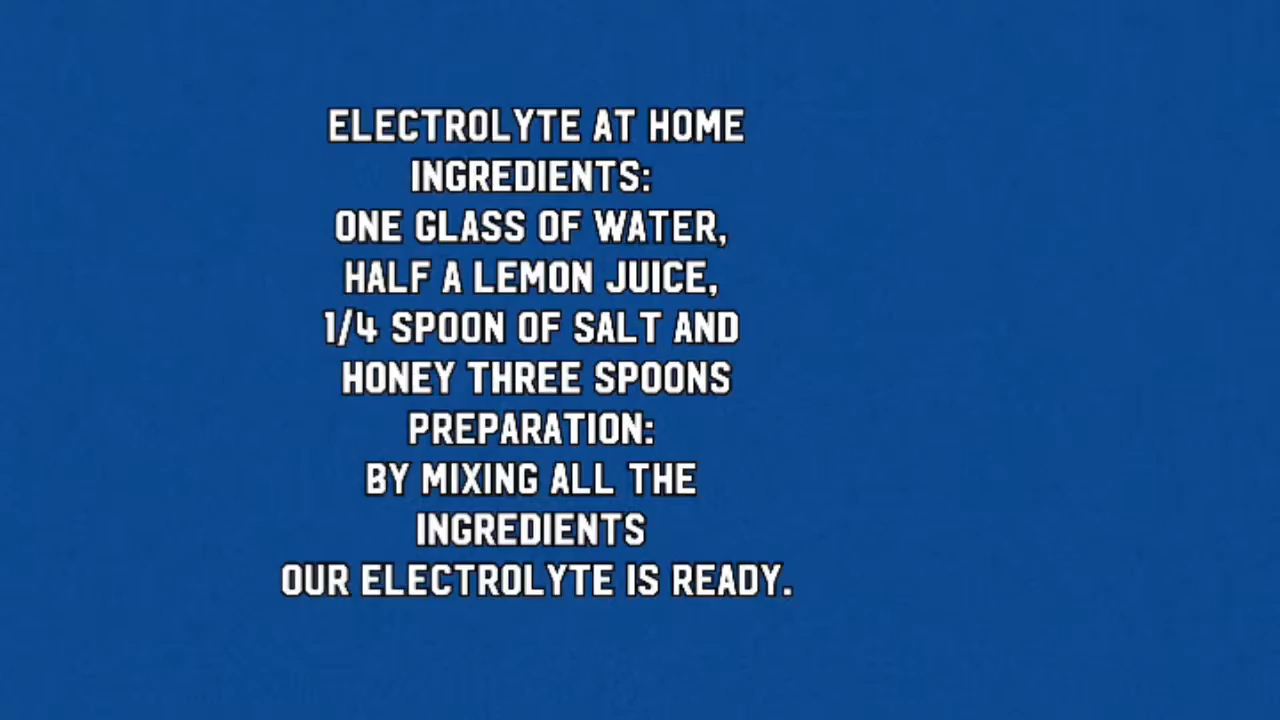 ELECTROLYTE AT HOME
INGREDIENTS:
ONE GLASS OF WATER,
HALF A LEMON JUICE,
1/4 SPOON OF SALT AND
HONEY THREE SPOONS
PREPARATION:
BY MIXING ALL THE
INGREDIENTS
OUR ELECTROLYTE IS READY.